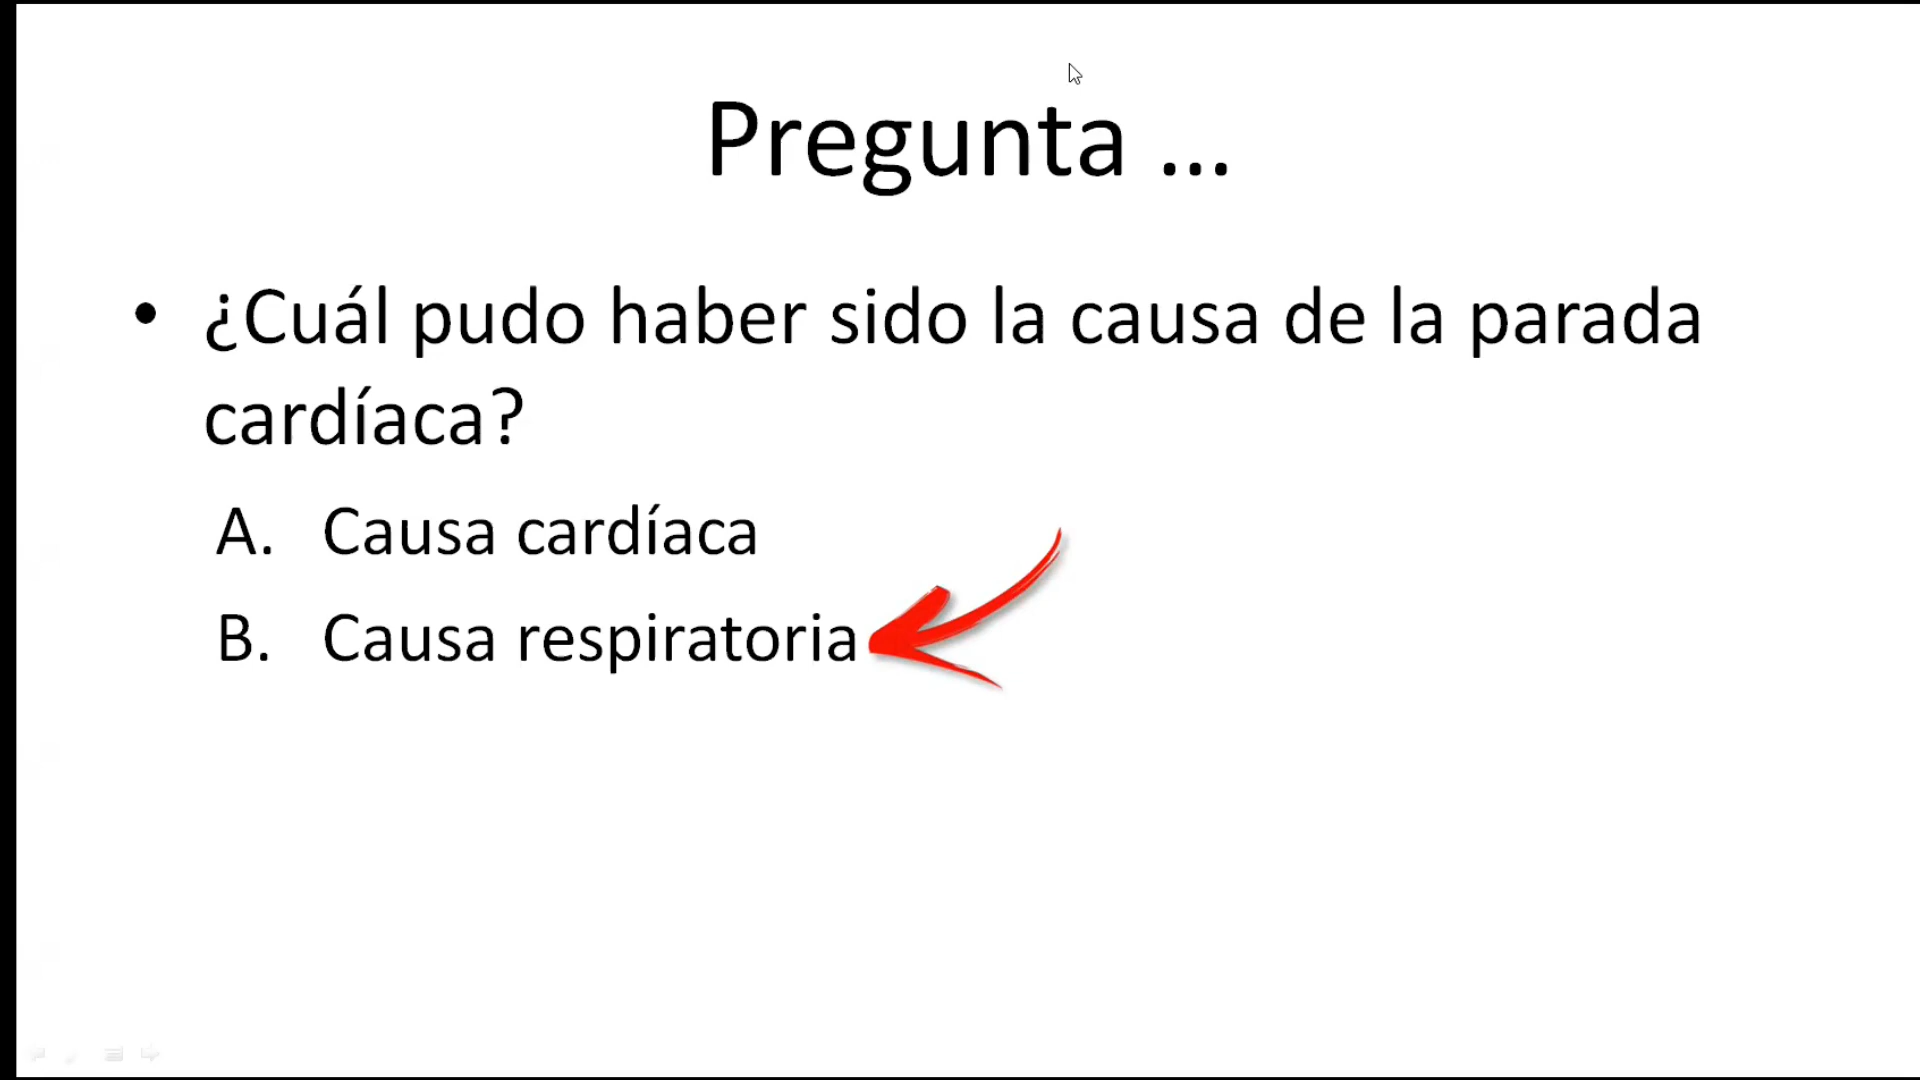 Pregunta ...
• ¿Cuál pudo haber sido la causa de la parada
cardíaca?
A. Causa cardíaca
B. Causa respiratoria